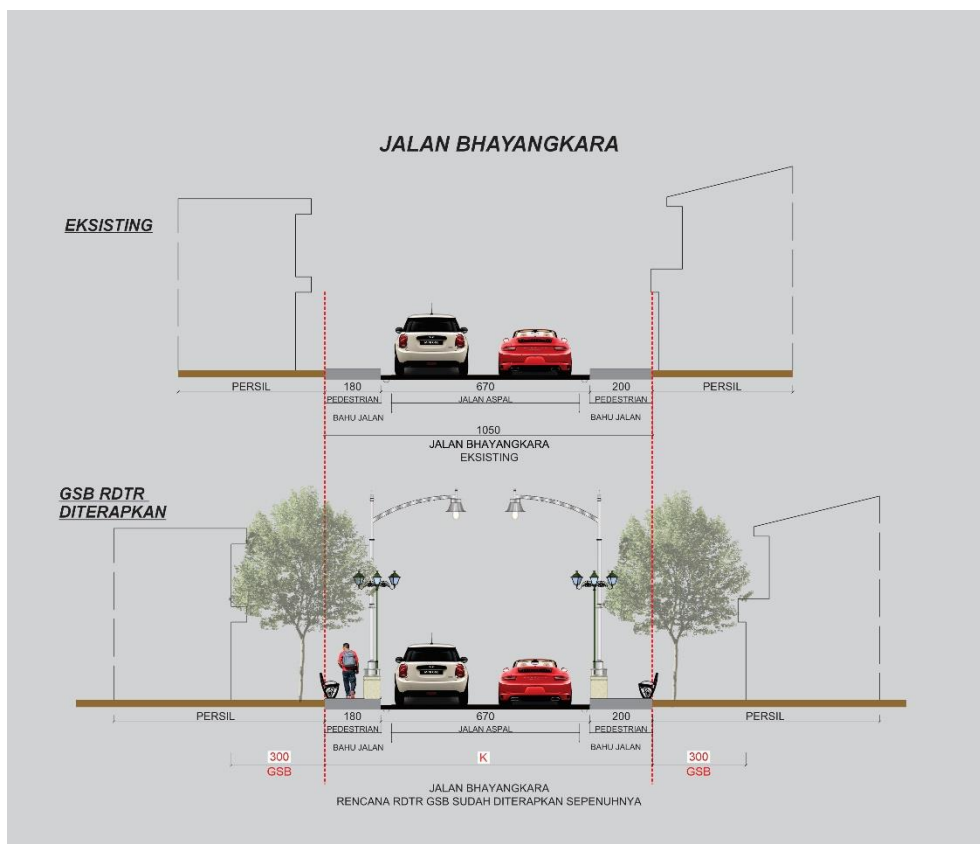 JALAN BHAYANGKARA
EKSISTING
PERSIL 180 670 200 PERSIL
PEDESTRIAN JALAN ASPAL PEDESTRIAN
BAHU JALAN BAHU JALAN
1050
JALAN BHAYANGKARA
EKSISTING
GSB RDTR
DITERAPKAN
PERSIL 180 670 200 PERSIL
PEDESTRIAN JALAN ASPAL PEDESTRIAN
BAHU JALAN BAHU JALAN
300 K 300
GSB GSB
JALAN BHAYANGKARA
RENCANA RDTR GSB SUDAH DITERAPKAN SEPENUHNYA